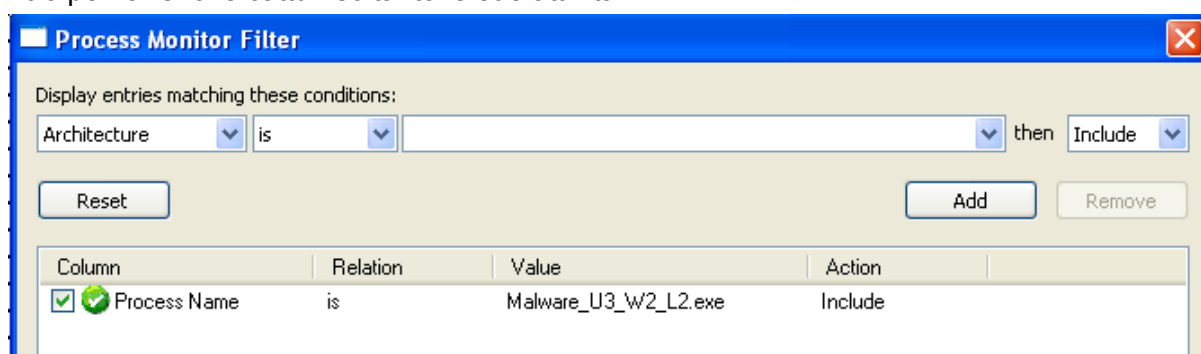 Process Monitor Filter
Display entries matching these conditions:
Architecture is then Include
Reset Add Remove
Column Relation Value Action
Process Name is Malware_U3_W2_L2.exe Include